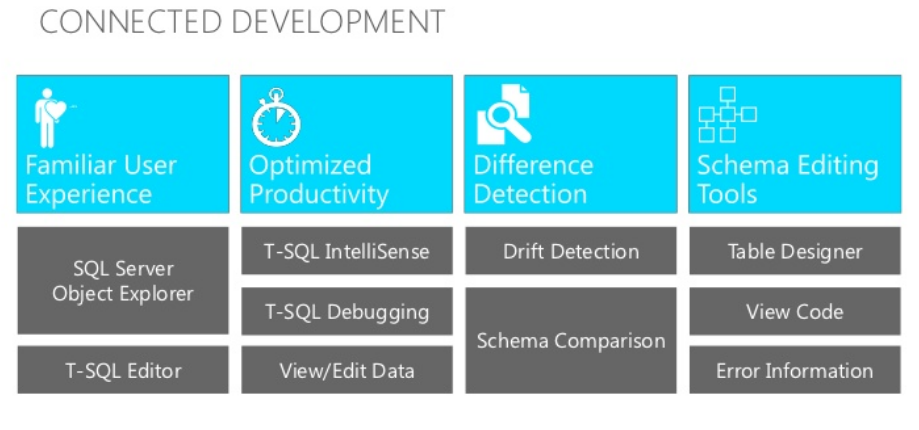 CONNECTED DEVELOPMENT
Familiar User
Experience
Optimized
Productivity
Difference
Detection
Schema Editing
Tools
SQL Server
Object Explorer
T-SQL Editor
T-SQL IntelliSense
T-SQL Debugging
View/Edit Data
Drift Detection
Schema Comparison
Table Designer
View Code
Error Information